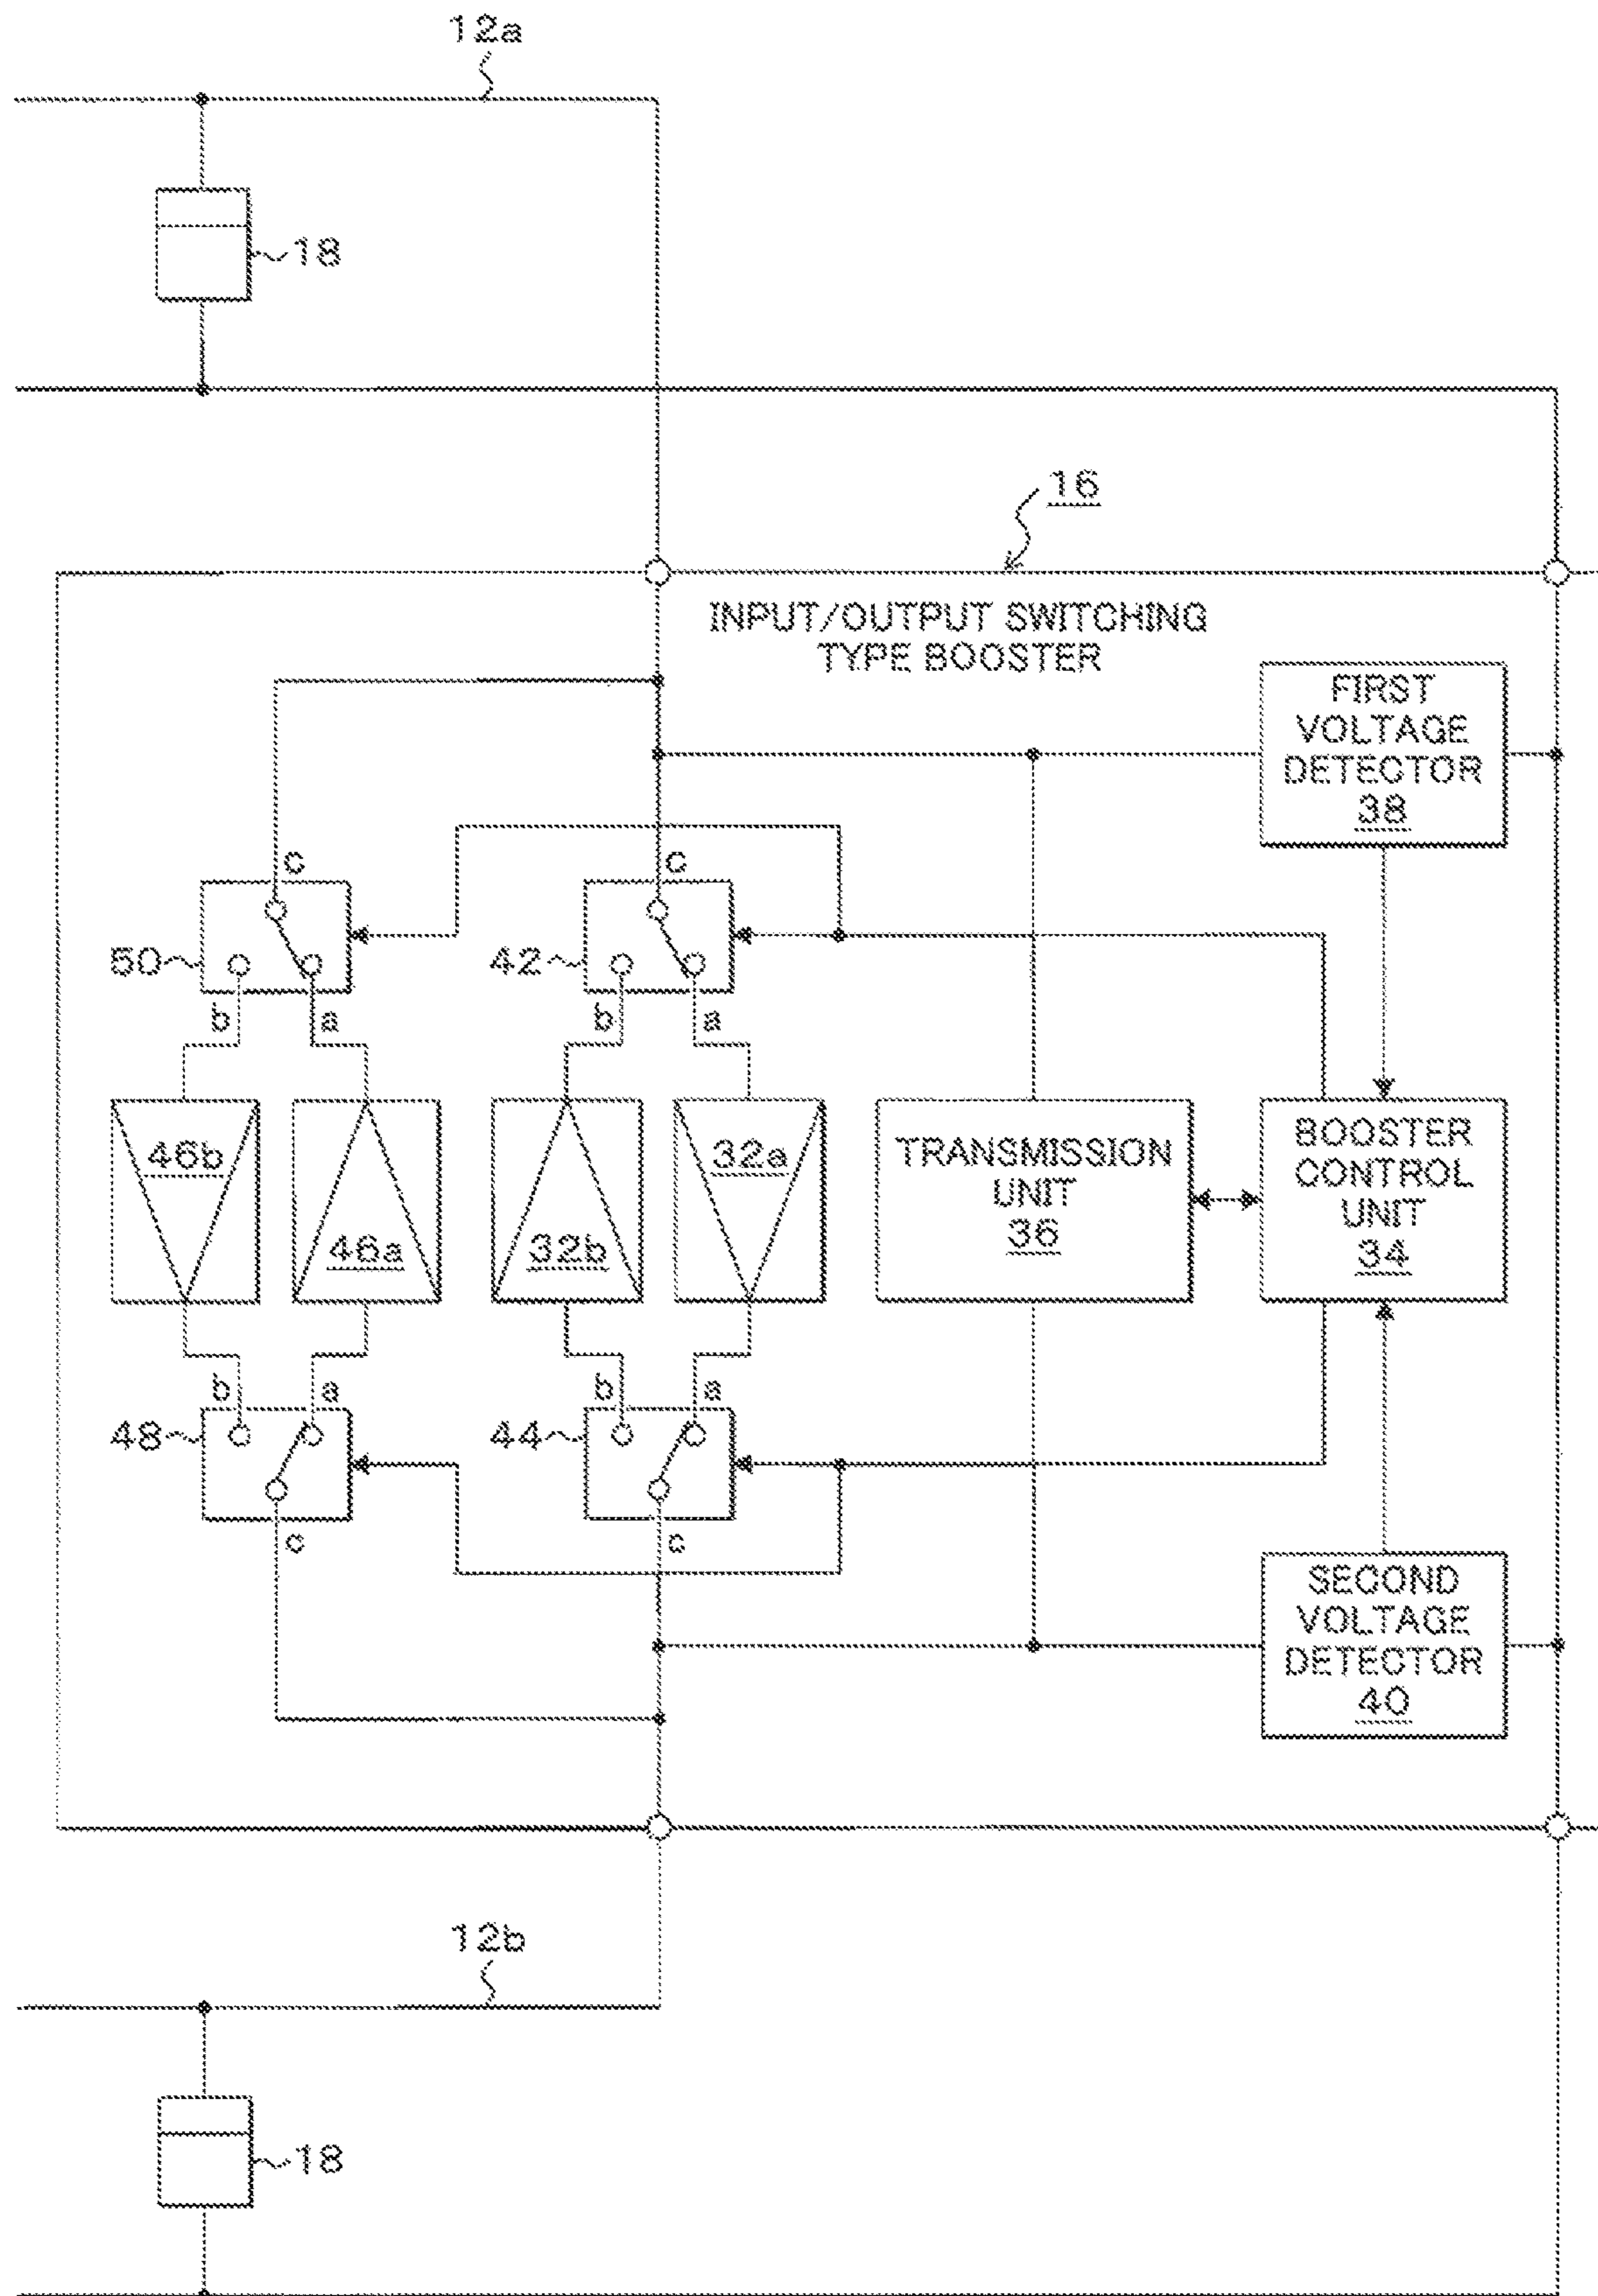 12a
18
16
INPUT/OUTPUT SWITCHING
TYPE BOOSTER
FIRST
VOLTAGE
DETECTOR
38
c
c
50
42
b
a
b
a
46b
46a
32b
32a
TRANSMISSION
UNIT
36
BOOSTER
CONTROL
UNIT
34
b
a
b
a
48
44
c
c
SECOND
VOLTAGE
DETECTOR
40
12b
18